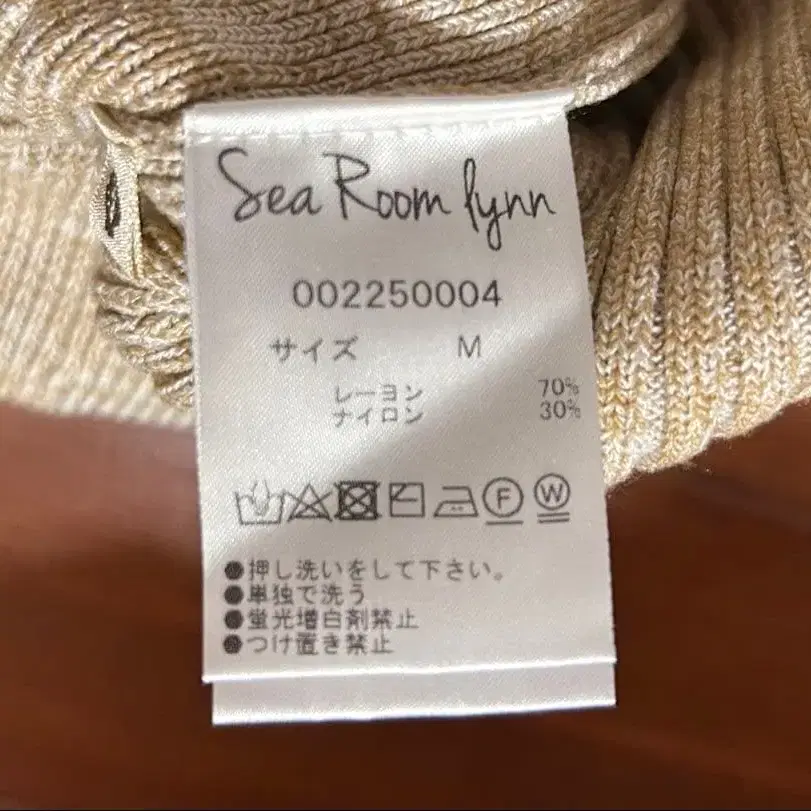 Sea Room lynn
002250004
サイズ M
レーヨン 70%
ナイロン 30%
F W
●押し洗いをして下さい。
●単独で洗う
●蛍光増白剤禁止
●つけ置き禁止